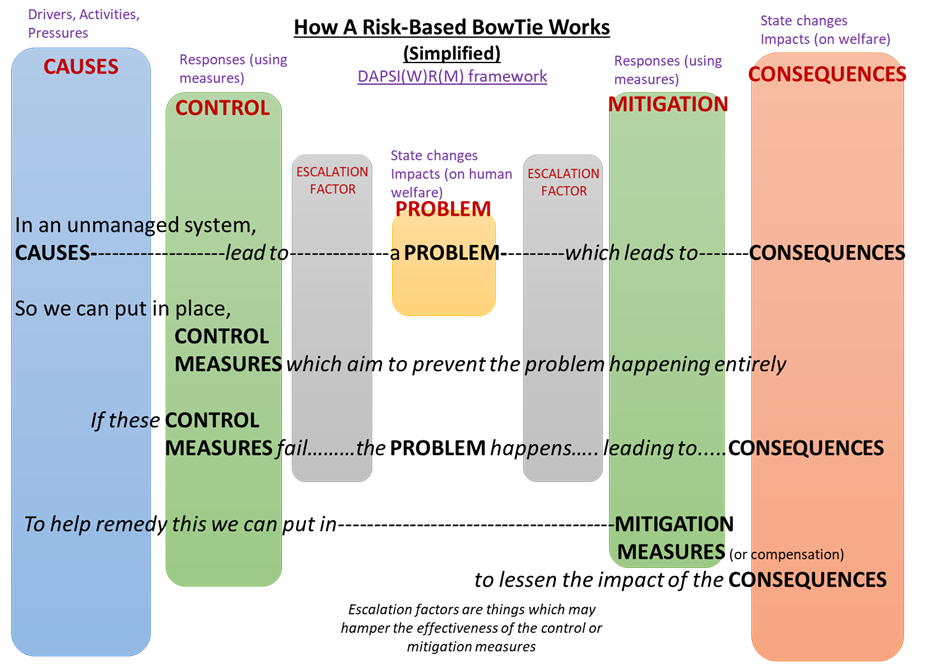 How A Risk-Based BowTie Works
(Simplified)
DAPSI(W)R(M) framework
Drivers, Activities,
Pressures
CAUSES
Responses (using
measures)
CONTROL
ESCALATION
FACTOR
State changes
Impacts (on human
welfare)
PROBLEM
ESCALATION
FACTOR
Responses (using
measures)
MITIGATION
State changes
Impacts (on welfare)
CONSEQUENCES
In an unmanaged system,
CAUSES-------------------lead to--------------a PROBLEM----------which leads to-------CONSEQUENCES
So we can put in place,
CONTROL
MEASURES which aim to prevent the problem happening entirely
If these CONTROL
MEASURES fail.........the PROBLEM happens..... leading to.....CONSEQUENCES
To help remedy this we can put in--------------------------------------MITIGATION
MEASURES (or compensation)
to lessen the impact of the CONSEQUENCES
Escalation factors are things which may
hamper the effectiveness of the control or
mitigation measures